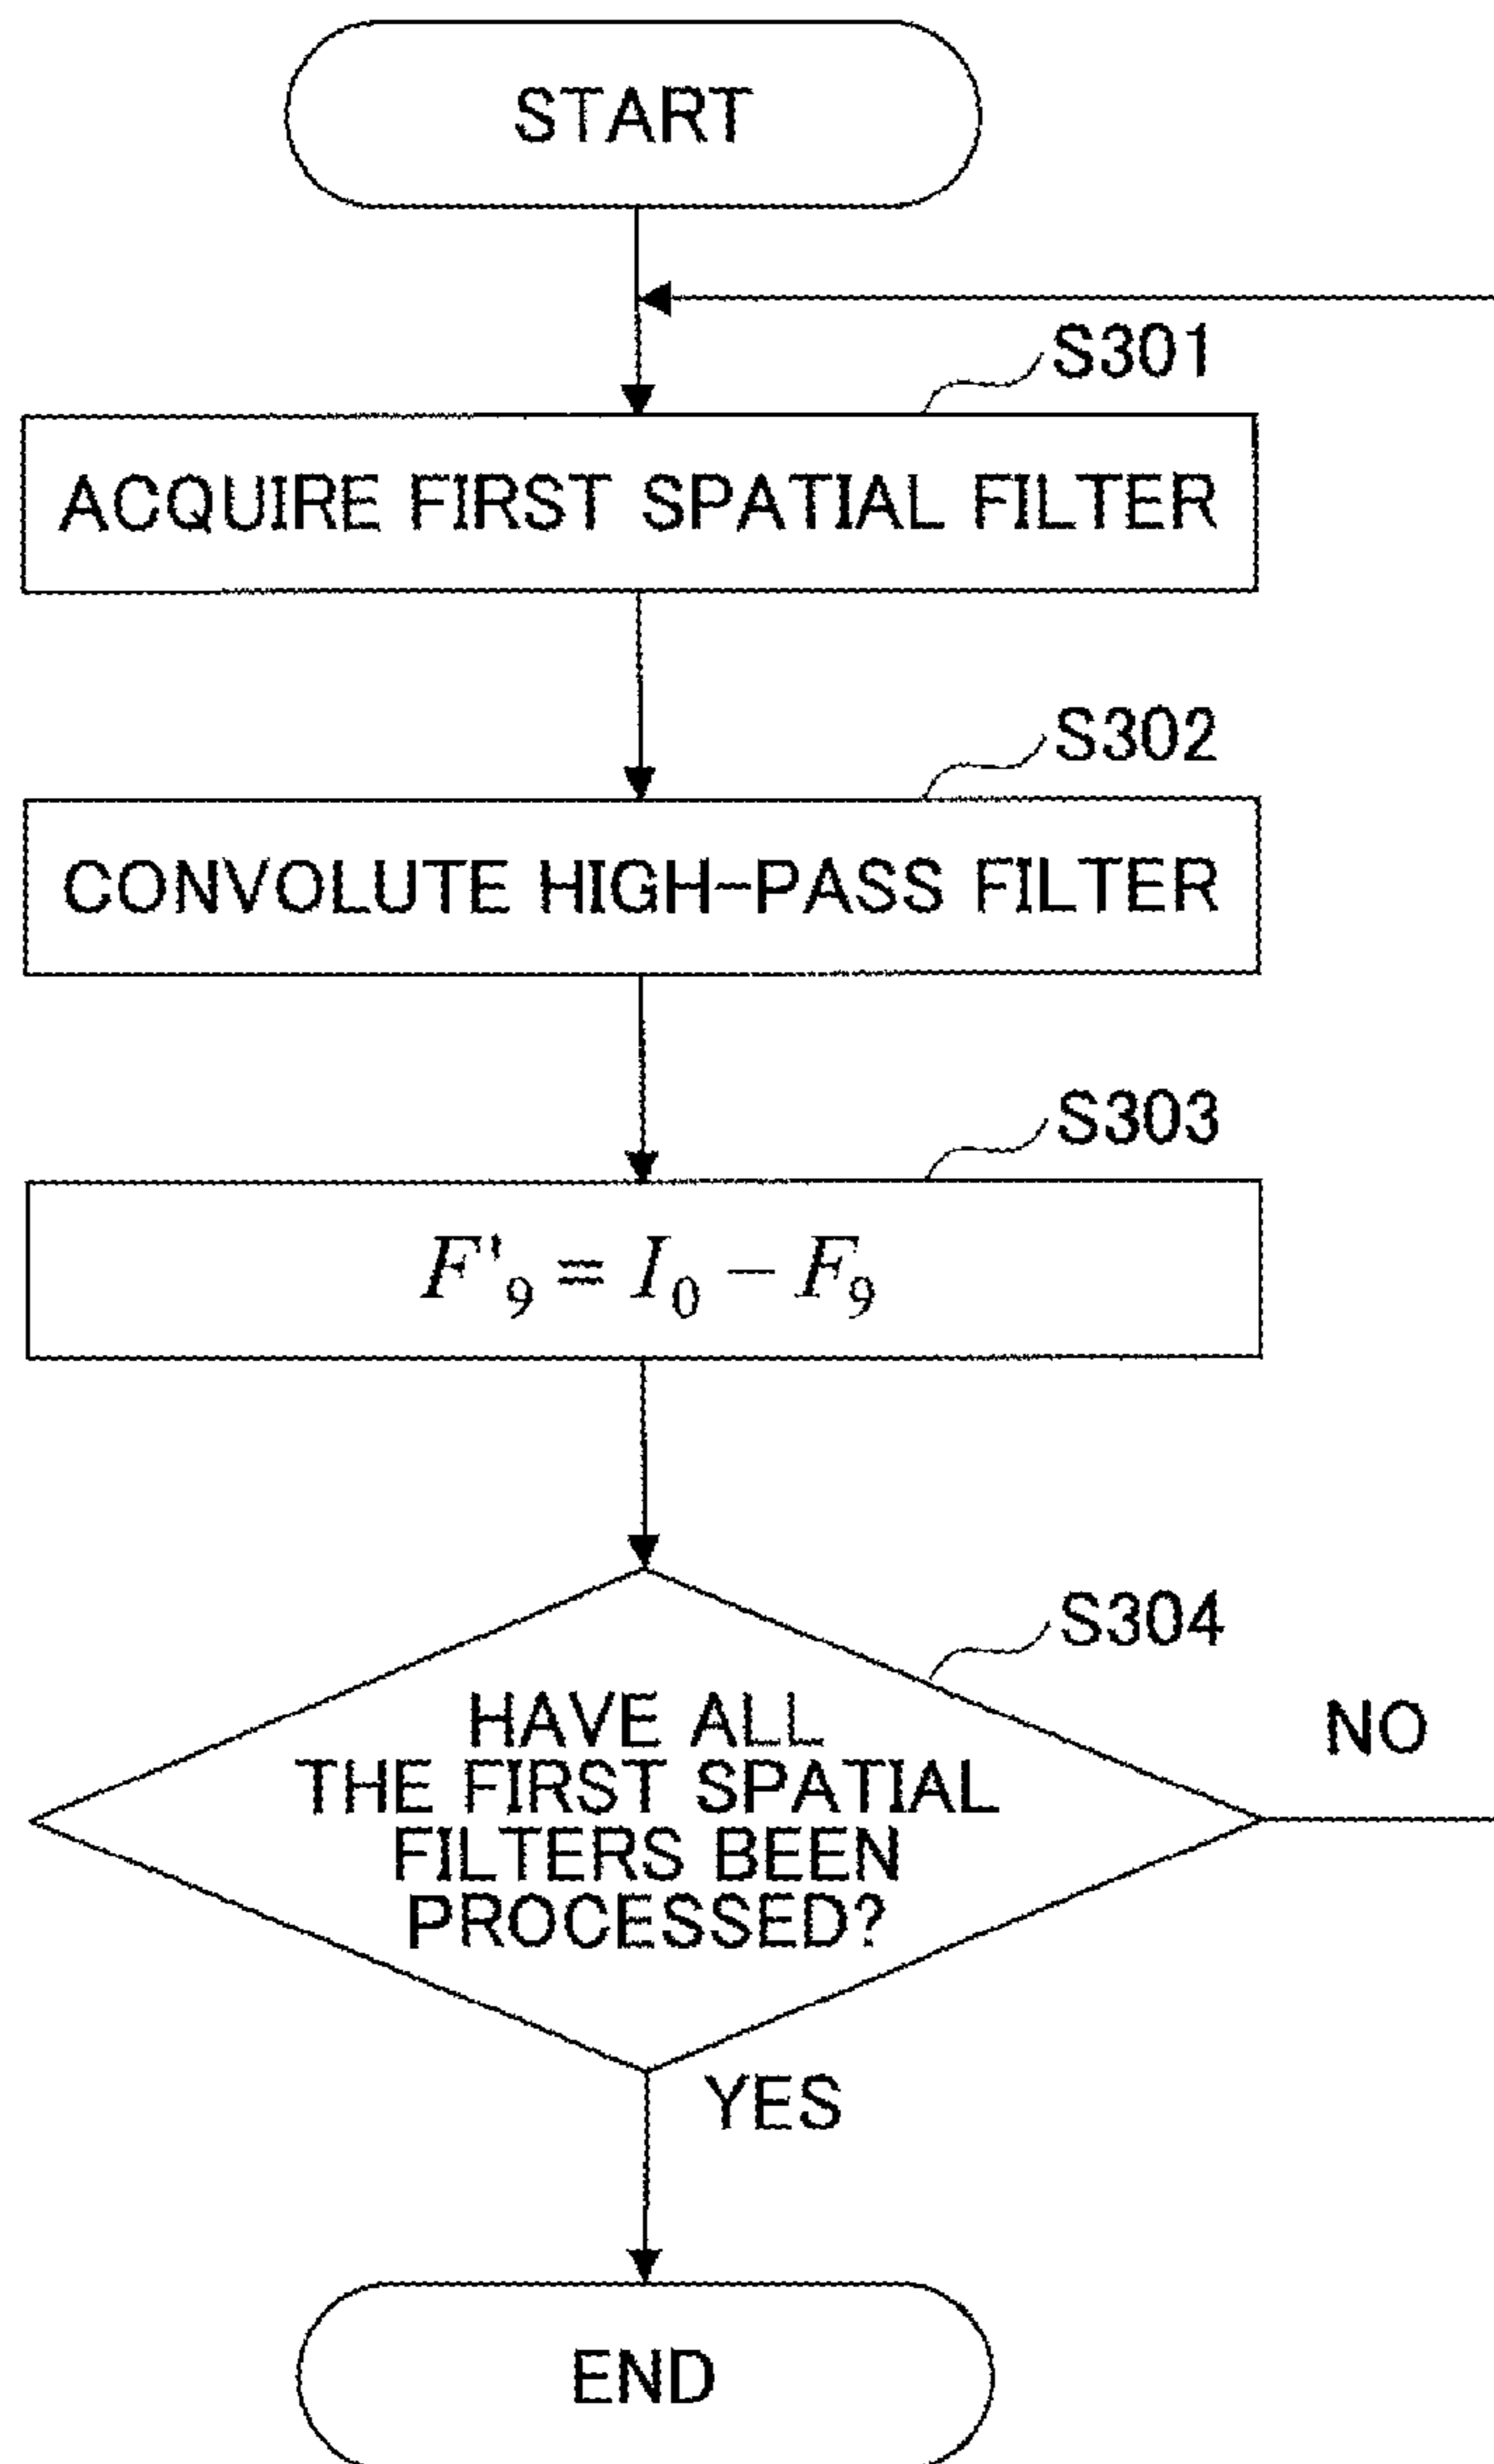 START
S301
ACQUIRE FIRST SPATIAL FILTER
S302
CONVOLUTE HIGH-PASS FILTER
S303
F'₉ = I₀ − F₉
S304
HAVE ALL
THE FIRST SPATIAL
FILTERS BEEN
PROCESSED?
NO
YES
END